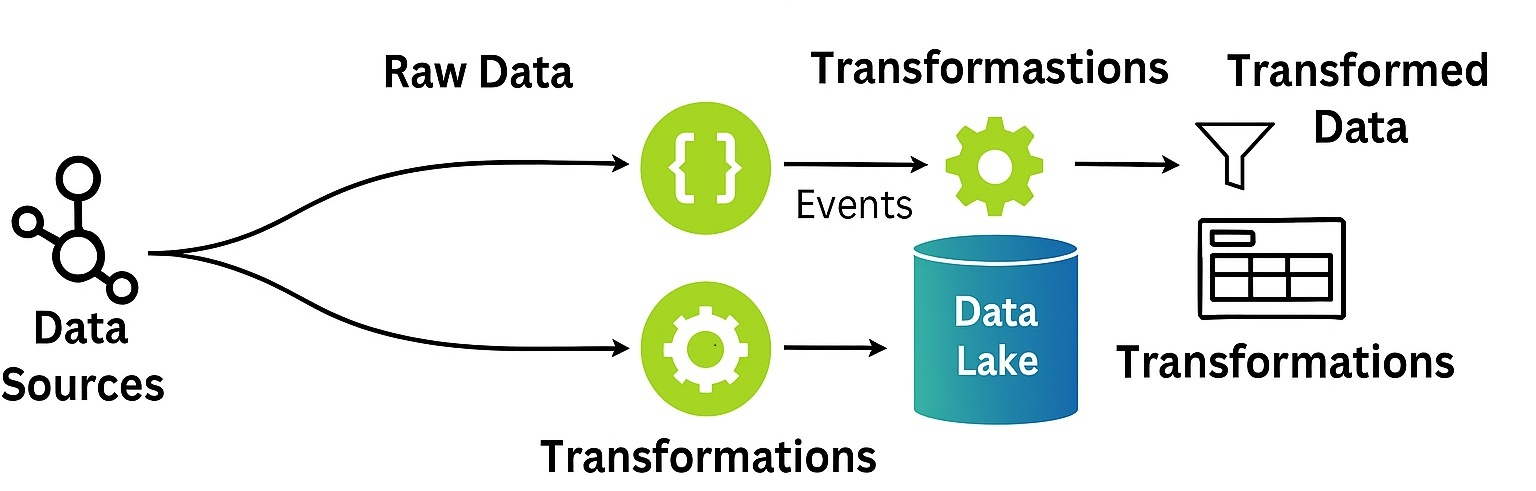 Raw Data
Transformastions
Transformed
Data
{ }
Events
Data
Sources
Data
Lake
Transformations
Transformations